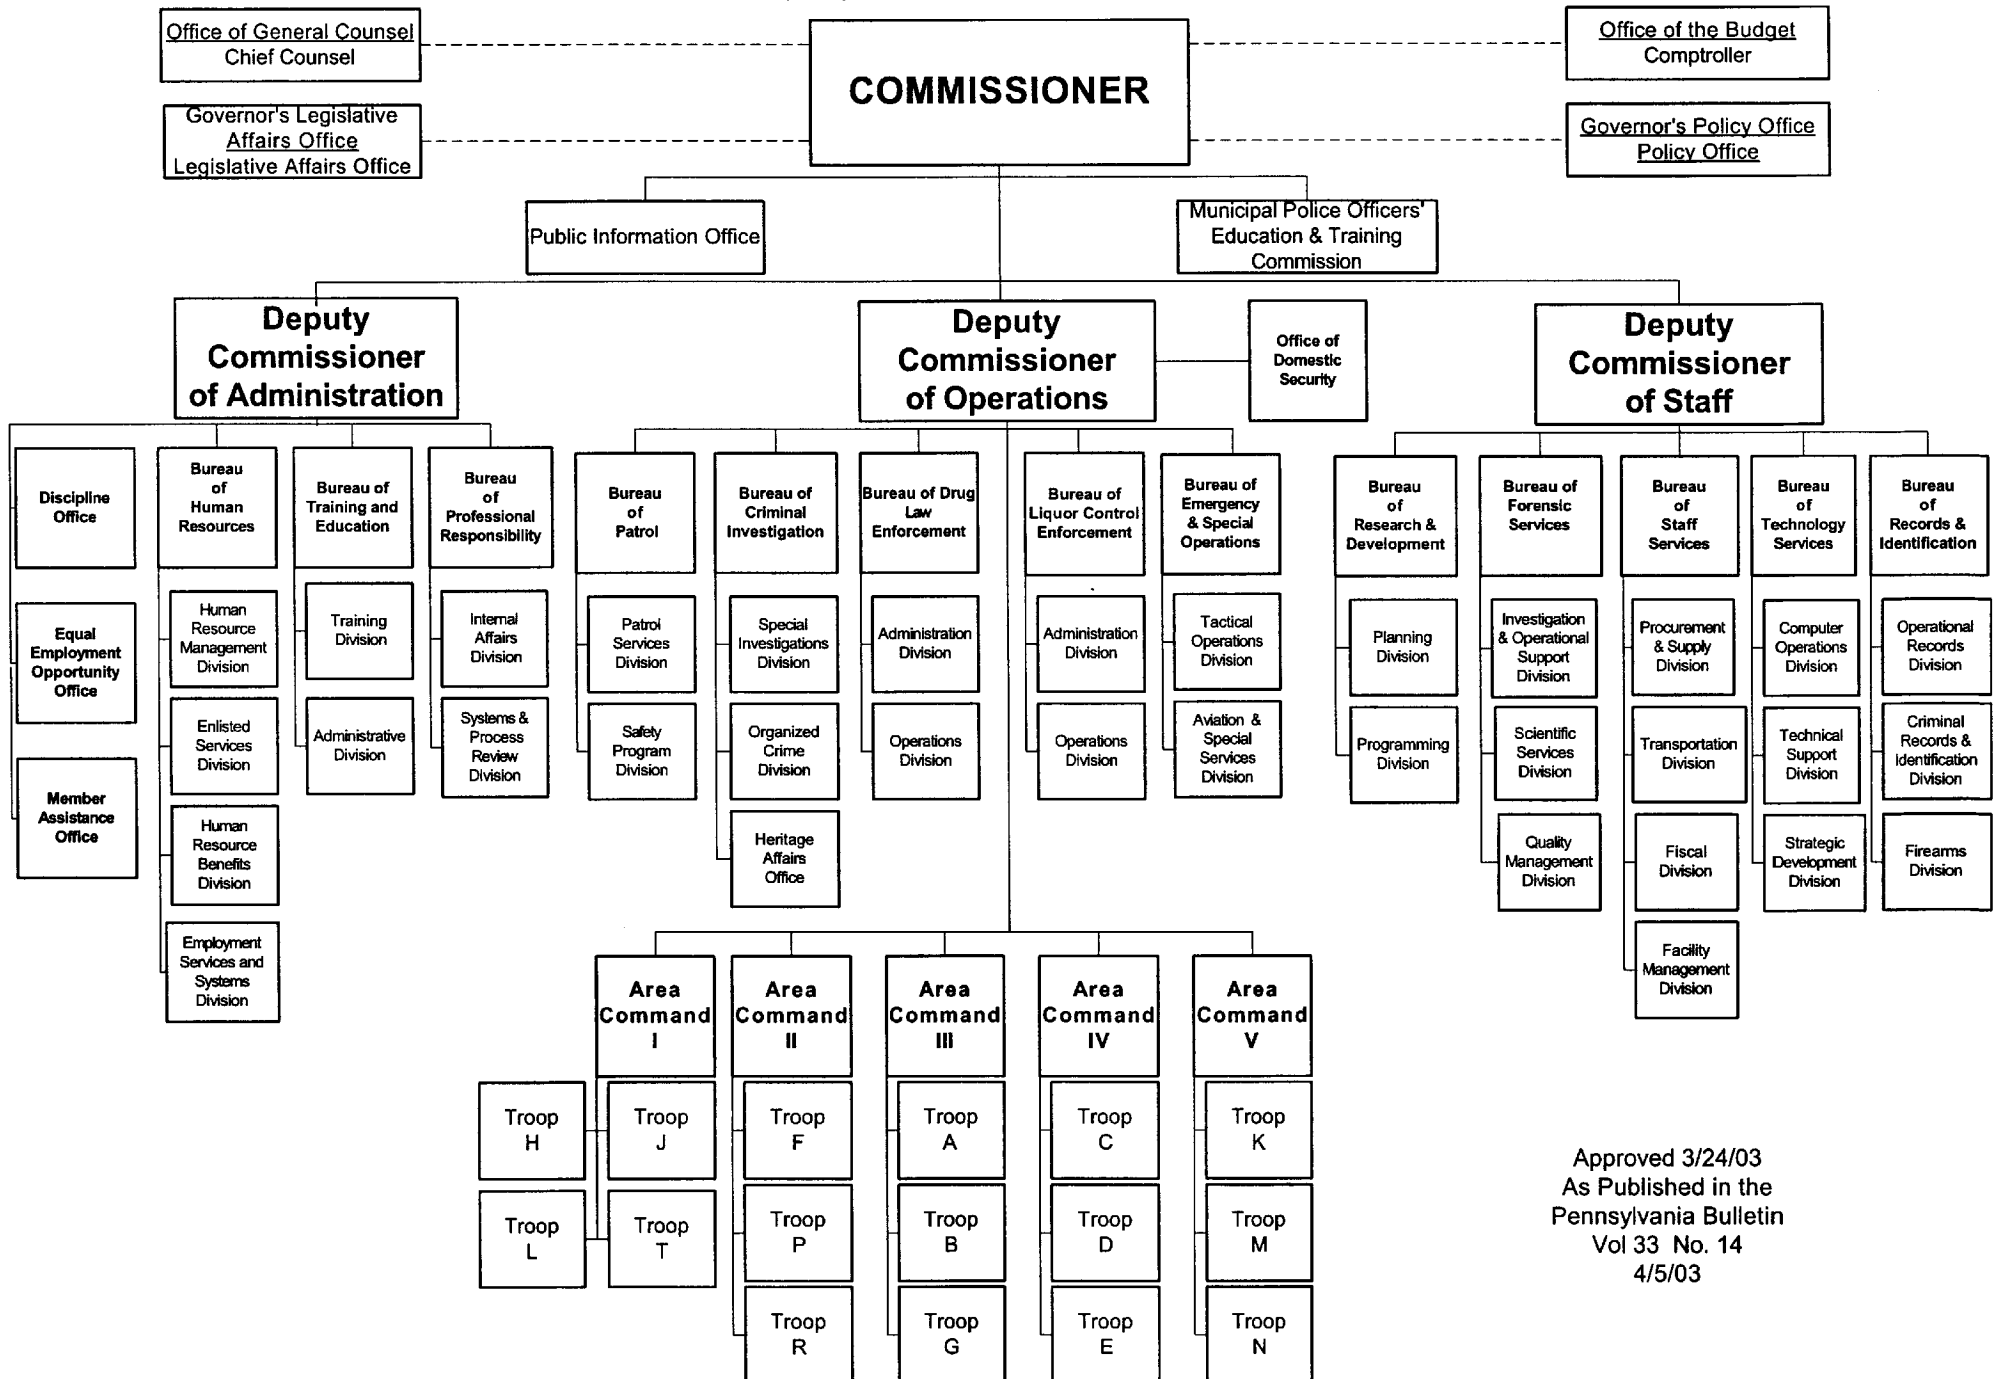 Office of General Counsel
Chief Counsel
COMMISSIONER
Office of the Budget
Comptroller
Governor's Legislative
Affairs Office
Legislative Affairs Office
Governor's Policy Office
Policy Office
Public Information Office
Municipal Police Officers'
Education & Training
Commission
Deputy
Commissioner
of Administration
Deputy
Commissioner
of Operations
Office of
Domestic
Security
Deputy
Commissioner
of Staff
Discipline
Office
Bureau
of
Human
Resources
Bureau of
Training and
Education
Bureau
of
Professional
Responsibility
Bureau
of
Patrol
Bureau of
Criminal
Investigation
Bureau of Drug
Law
Enforcement
Bureau of
Liquor Control
Enforcement
Bureau of
Emergency
& Special
Operations
Bureau
of
Research &
Development
Bureau of
Forensic
Services
Bureau
of
Staff
Services
Bureau
of
Technology
Services
Bureau
of
Records &
Identification
Equal
Employment
Opportunity
Office
Human
Resource
Management
Division
Training
Division
Internal
Affairs
Division
Patrol
Services
Division
Special
Investigations
Division
Administration
Division
Administration
Division
Tactical
Operations
Division
Planning
Division
Investigation
& Operational
Support
Division
Procurement
& Supply
Division
Computer
Operations
Division
Operational
Records
Division
Enlisted
Services
Division
Administrative
Division
Systems &
Process
Review
Division
Safety
Program
Division
Organized
Crime
Division
Operations
Division
Operations
Division
Aviation &
Special
Services
Division
Programming
Division
Scientific
Services
Division
Transportation
Division
Technical
Support
Division
Criminal
Records &
Identification
Division
Member
Assistance
Office
Human
Resource
Benefits
Division
Heritage
Affairs
Office
Quality
Management
Division
Fiscal
Division
Strategic
Development
Division
Firearms
Division
Employment
Services and
Systems
Division
Facility
Management
Division
Area
Command
I
Area
Command
II
Area
Command
III
Area
Command
IV
Area
Command
V
Troop
H
Troop
J
Troop
F
Troop
A
Troop
C
Troop
K
Troop
L
Troop
T
Troop
P
Troop
B
Troop
D
Troop
M
Troop
R
Troop
G
Troop
E
Troop
N
Approved 3/24/03
As Published in the
Pennsylvania Bulletin
Vol 33 No. 14
4/5/03